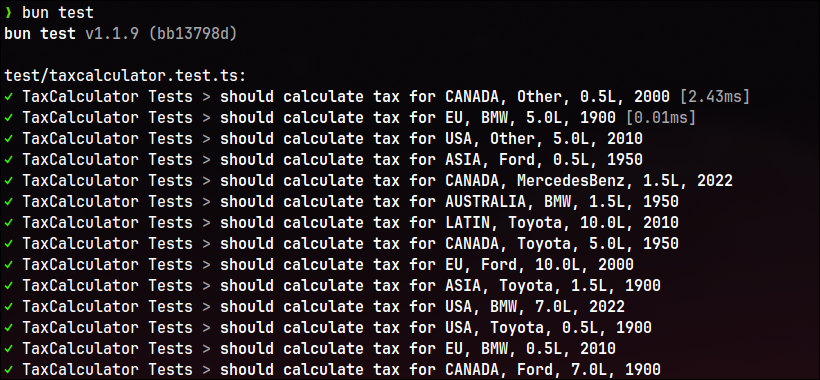 ❯ bun test
bun test v1.1.9 (bb13798d)
test/taxcalculator.test.ts:
✓ TaxCalculator Tests > should calculate tax for CANADA, Other, 0.5L, 2000 [2.43ms]
✓ TaxCalculator Tests > should calculate tax for EU, BMW, 5.0L, 1900 [0.01ms]
✓ TaxCalculator Tests > should calculate tax for USA, Other, 5.0L, 2010
✓ TaxCalculator Tests > should calculate tax for ASIA, Ford, 0.5L, 1950
✓ TaxCalculator Tests > should calculate tax for CANADA, MercedesBenz, 1.5L, 2022
✓ TaxCalculator Tests > should calculate tax for AUSTRALIA, BMW, 1.5L, 1950
✓ TaxCalculator Tests > should calculate tax for LATIN, Toyota, 10.0L, 2010
✓ TaxCalculator Tests > should calculate tax for CANADA, Toyota, 5.0L, 1950
✓ TaxCalculator Tests > should calculate tax for EU, Ford, 10.0L, 2000
✓ TaxCalculator Tests > should calculate tax for ASIA, Toyota, 1.5L, 1900
✓ TaxCalculator Tests > should calculate tax for USA, BMW, 7.0L, 2022
✓ TaxCalculator Tests > should calculate tax for USA, Toyota, 0.5L, 1900
✓ TaxCalculator Tests > should calculate tax for EU, BMW, 0.5L, 2010
✓ TaxCalculator Tests > should calculate tax for CANADA, Ford, 7.0L, 1900